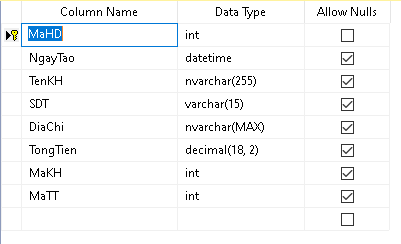 Column Name Data Type Allow Nulls
MaHD int
NgayTao datetime
TenKH nvarchar(255)
SDT varchar(15)
DiaChi nvarchar(MAX)
TongTien decimal(18, 2)
MaKH int
MaTT int